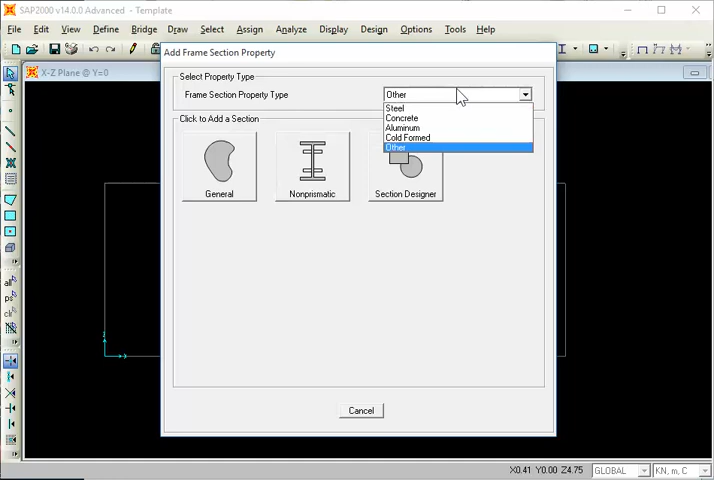 SAP2000 v14.0.0 Advanced - Template
File Edit View Define Bridge Draw Select Assign Analyze Display Design Options Tools Help
X-Z Plane @ Y=0
Add Frame Section Property
Select Property Type
Frame Section Property Type
Other
Steel
Concrete
Aluminum
Cold Formed
Other
Click to Add a Section
General
Nonprismatic
Section Designer
Cancel
all
ps
clr
Z
X0.41 Y0.00 Z4.75
GLOBAL
KN, m, C